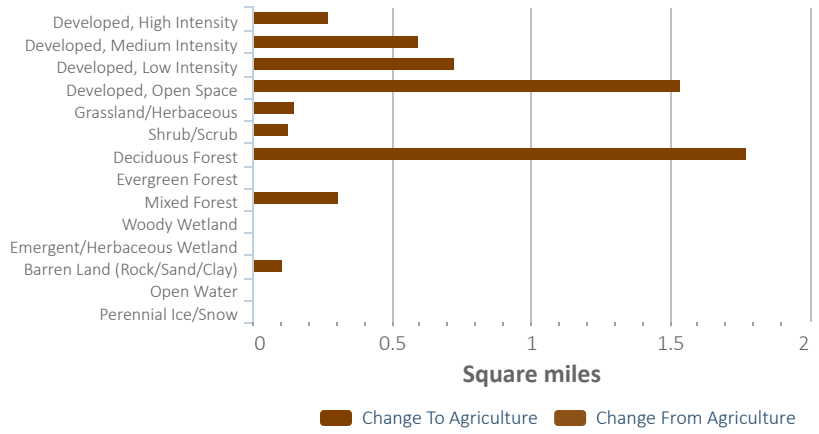 Developed, High Intensity
Developed, Medium Intensity
Developed, Low Intensity
Developed, Open Space
Grassland/Herbaceous
Shrub/Scrub
Deciduous Forest
Evergreen Forest
Mixed Forest
Woody Wetland
Emergent/Herbaceous Wetland
Barren Land (Rock/Sand/Clay)
Open Water
Perennial Ice/Snow
0 0.5 1 1.5 2
Square miles
Change To Agriculture Change From Agriculture